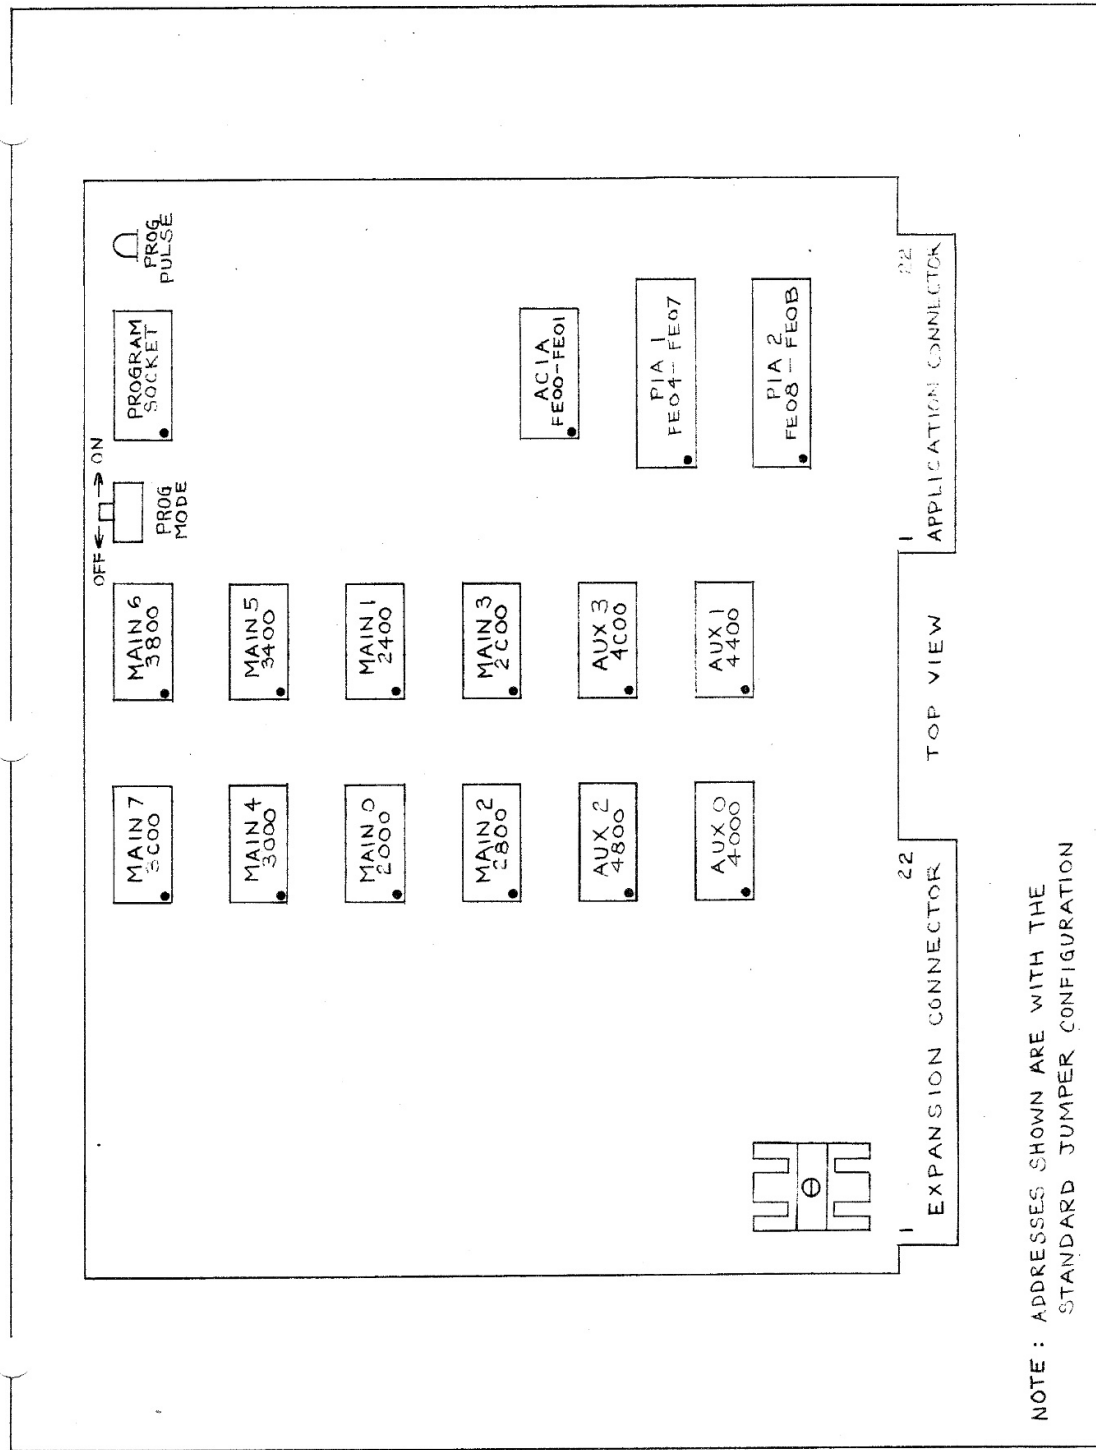 MAIN 7
3C00
MAIN 6
3800
OFF ← → ON
PROG
MODE
PROGRAM
SOCKET
PROG
PULSE
MAIN 4
3000
MAIN 5
3400
MAIN 0
2000
MAIN 1
2400
MAIN 2
2800
MAIN 3
2C00
ACIA
FE00-FE01
AUX 2
4800
AUX 3
4C00
PIA 1
FE04-FE07
AUX 0
4000
AUX 1
4400
PIA 2
FE08-FE0B
1 22
EXPANSION CONNECTOR
TOP VIEW
1 22
APPLICATION CONNECTOR
NOTE : ADDRESSES SHOWN ARE WITH THE
STANDARD JUMPER CONFIGURATION